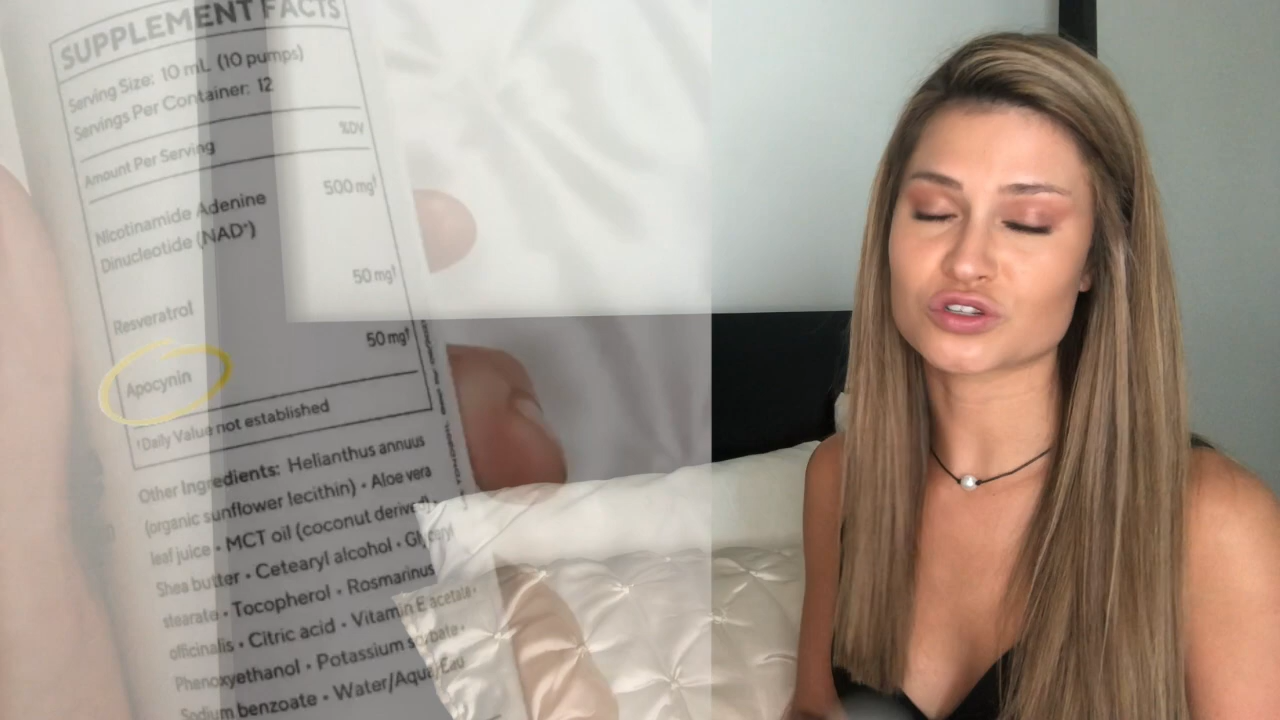 SUPPLEMENT FACTS
Serving Size: 10 mL (10 pumps)
Servings Per Container: 12
%DV
Amount Per Serving
500 mg†
Nicotinamide Adenine
Dinucleotide (NAD⁺)
50 mg†
Resveratrol
50 mg†
Apocynin
†Daily Value not established
Other Ingredients: Helianthus annuus
(organic sunflower lecithin) • Aloe vera
leaf juice • MCT oil (coconut derived) •
Shea butter • Cetearyl alcohol • Glyceryl
stearate • Tocopherol • Rosmarinus
officinalis • Citric acid • Vitamin E acetate •
Phenoxyethanol • Potassium sorbate •
Sodium benzoate • Water/Aqua/Eau